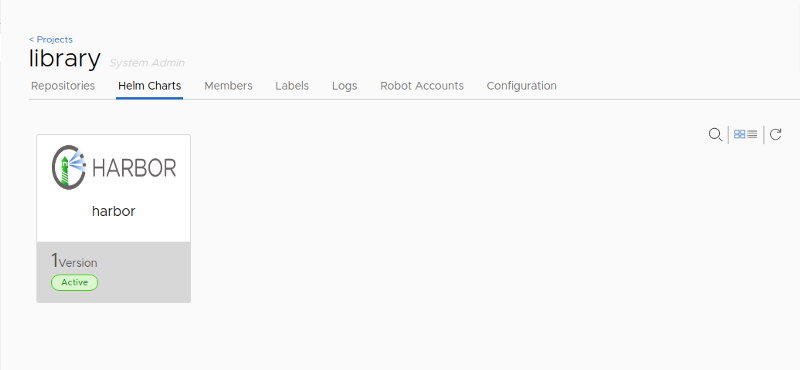 < Projects
library System Admin
Repositories Helm Charts Members Labels Logs Robot Accounts Configuration
HARBOR
harbor
1Version
Active